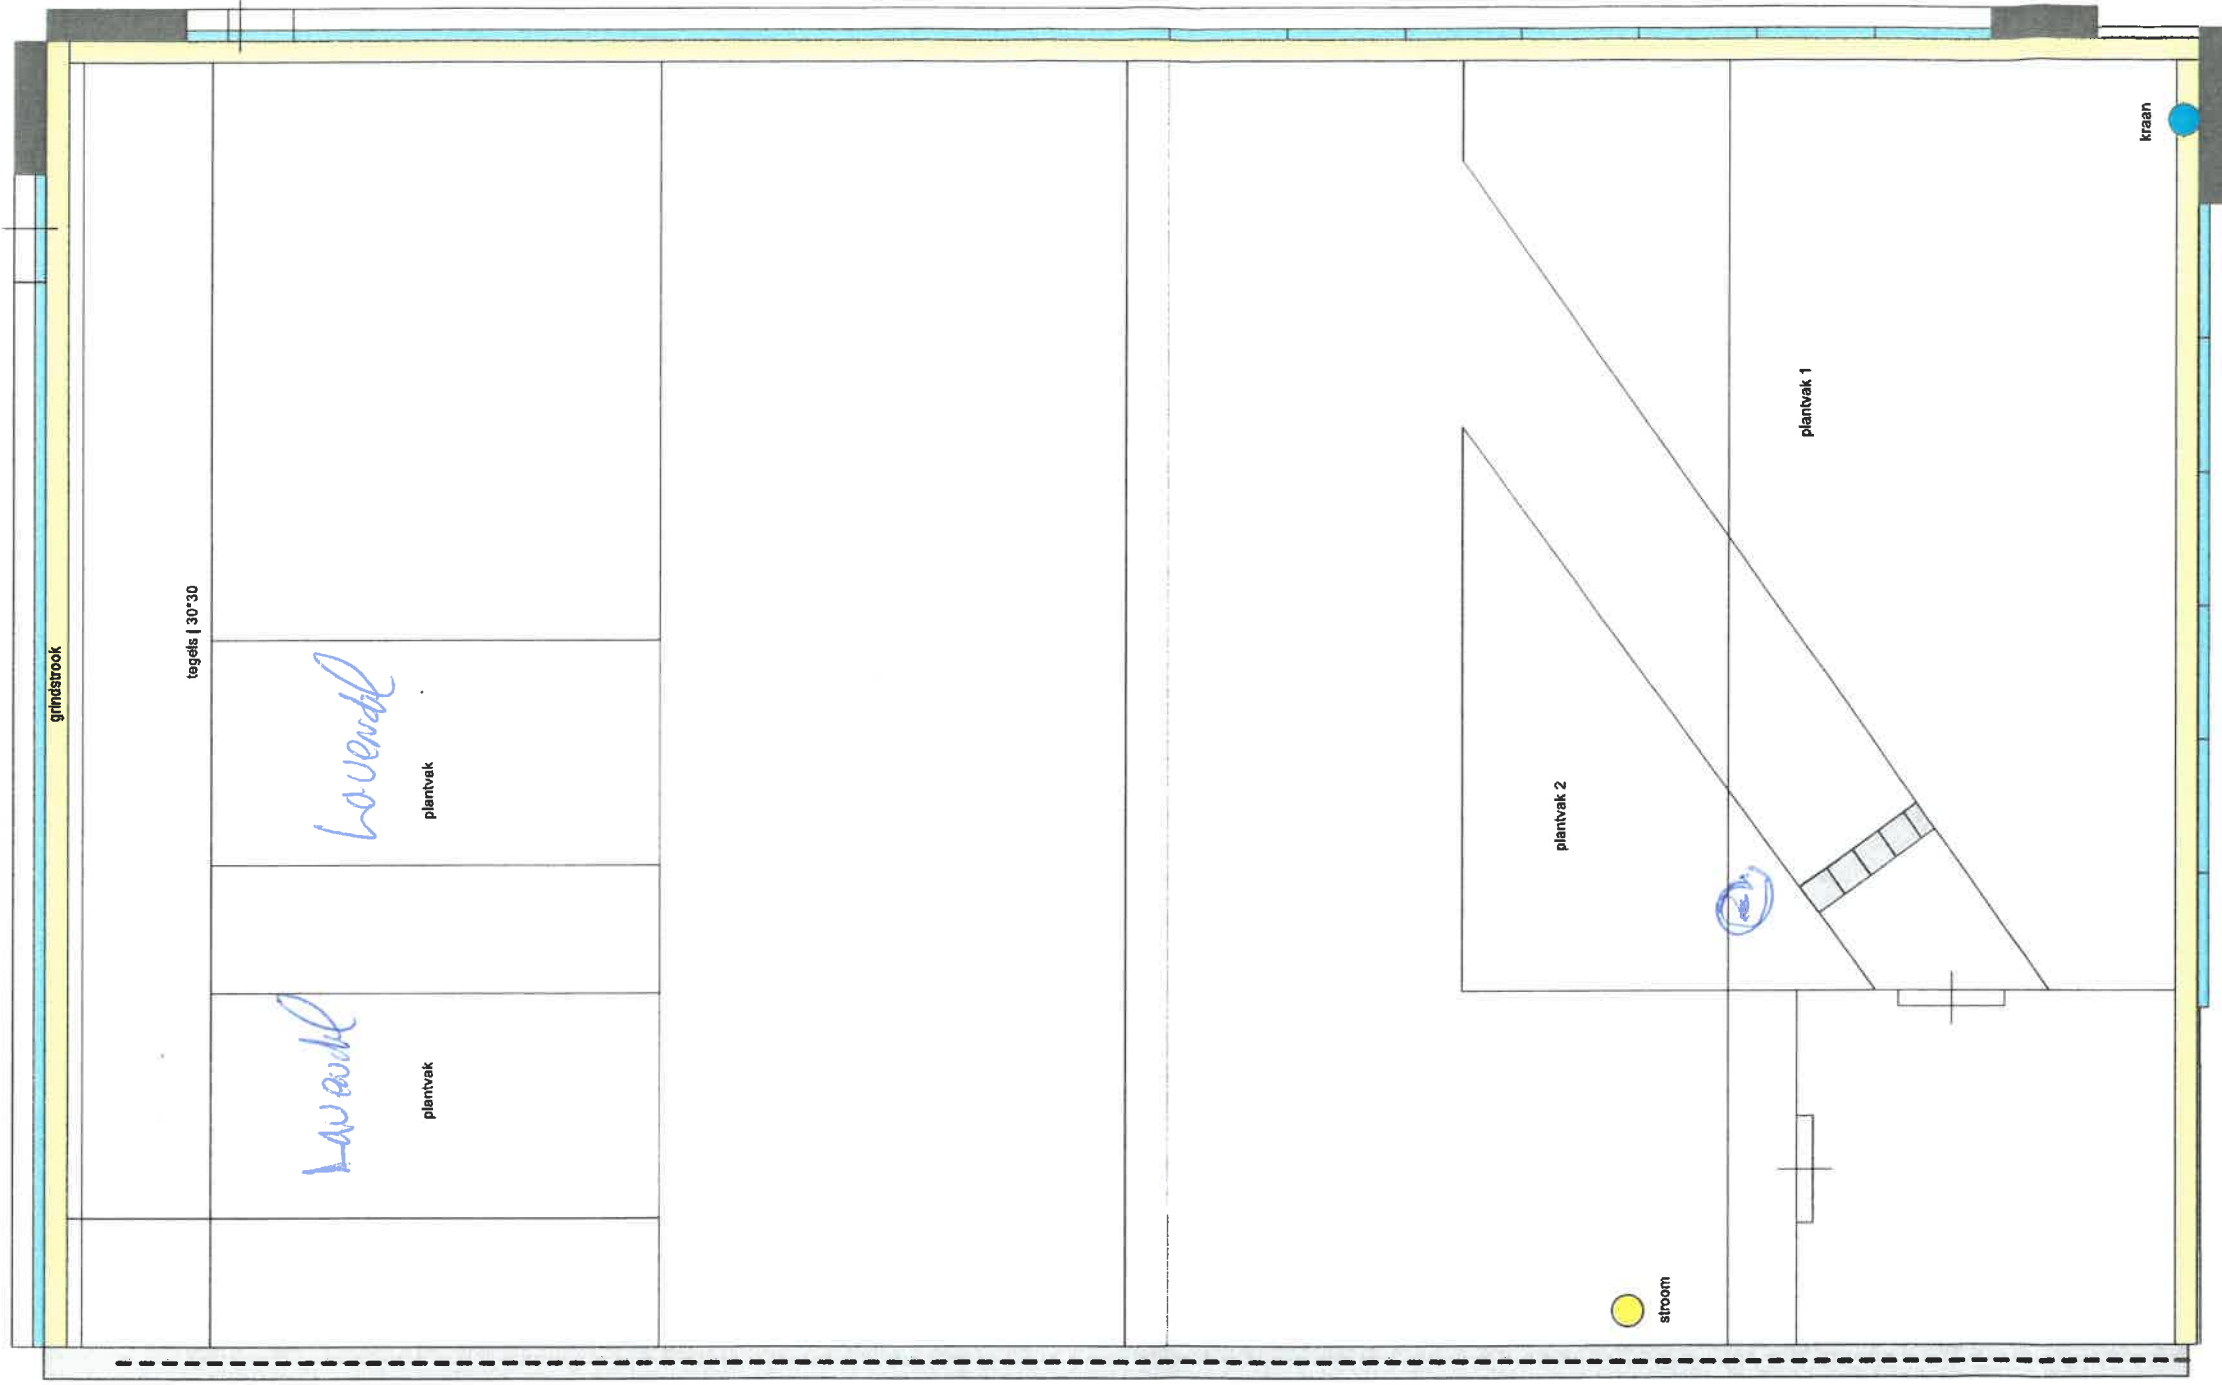 grindstrook
tegels | 30*30
Lavendel
plantvak
Lavendel
plantvak
plantvak 2
plantvak 1
stroom
kraan